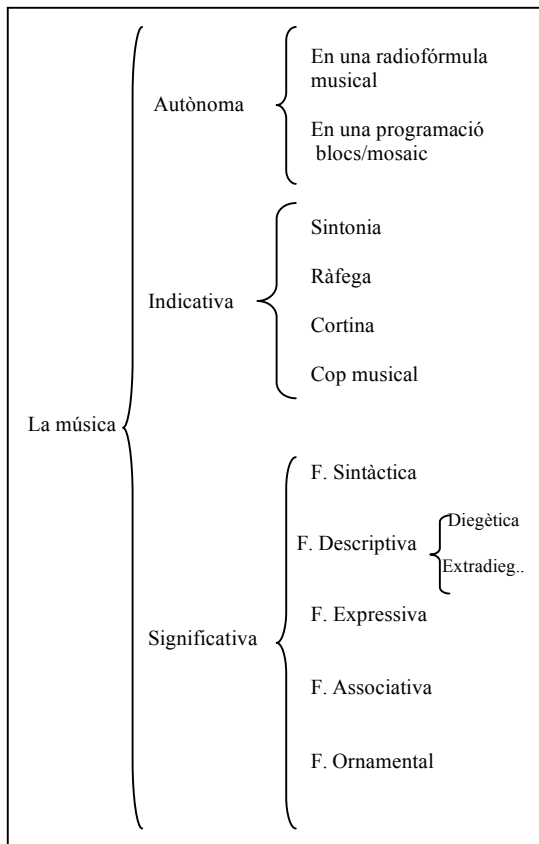 La música
Autònoma
En una radiofórmula
musical
En una programació
blocs/mosaic
Indicativa
Sintonia
Ràfega
Cortina
Cop musical
Significativa
F. Sintàctica
F. Descriptiva
Diegètica
Extradieg..
F. Expressiva
F. Associativa
F. Ornamental